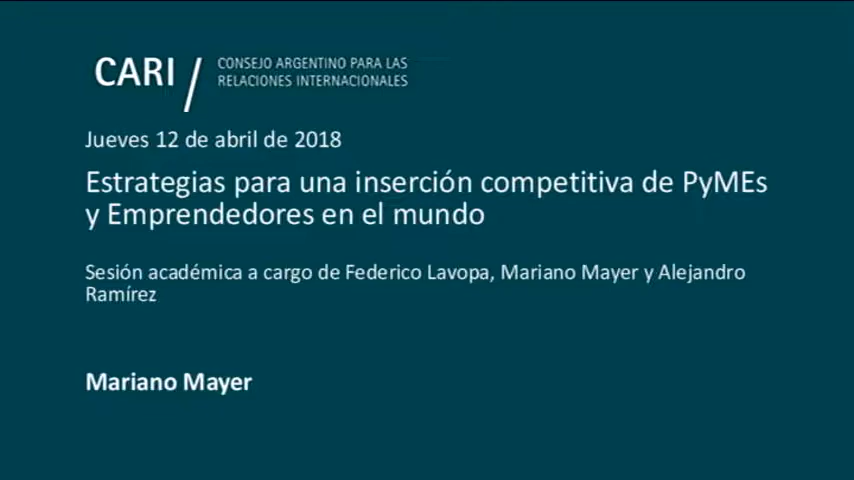 CARI /
CONSEJO ARGENTINO PARA LAS
RELACIONES INTERNACIONALES
Jueves 12 de abril de 2018
Estrategias para una inserción competitiva de PyMEs
y Emprendedores en el mundo
Sesión académica a cargo de Federico Lavopa, Mariano Mayer y Alejandro
Ramírez
Mariano Mayer